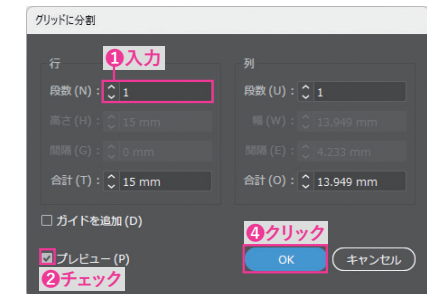 グリッドに分割
❶入力
行
段数 (N) : 1
高さ (H) : 15 mm
間隔 (G) : 0 mm
合計 (T) : 15 mm
列
段数 (U) : 1
幅 (W) : 13.949 mm
間隔 (E) : 4.233 mm
合計 (O) : 13.949 mm
ガイドを追加 (D)
❹クリック
プレビュー (P)
OK
キャンセル
❷チェック